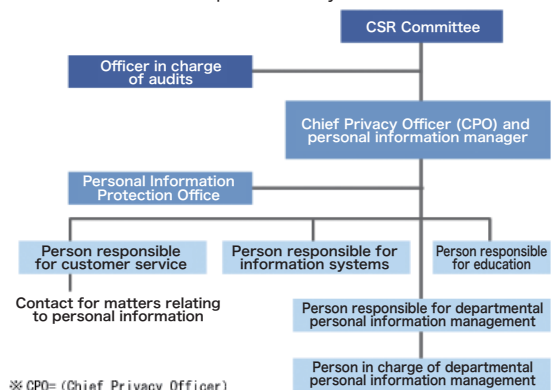 CSR Committee
Officer in charge
of audits
Chief Privacy Officer (CPO) and
personal information manager
Personal Information
Protection Office
Person responsible
for customer service
Person responsible for
information systems
Person responsible
for education
Contact for matters relating
to personal information
Person responsible for departmental
personal information management
Person in charge of departmental
personal information management
※CPO=(Chief Privacy Officer)